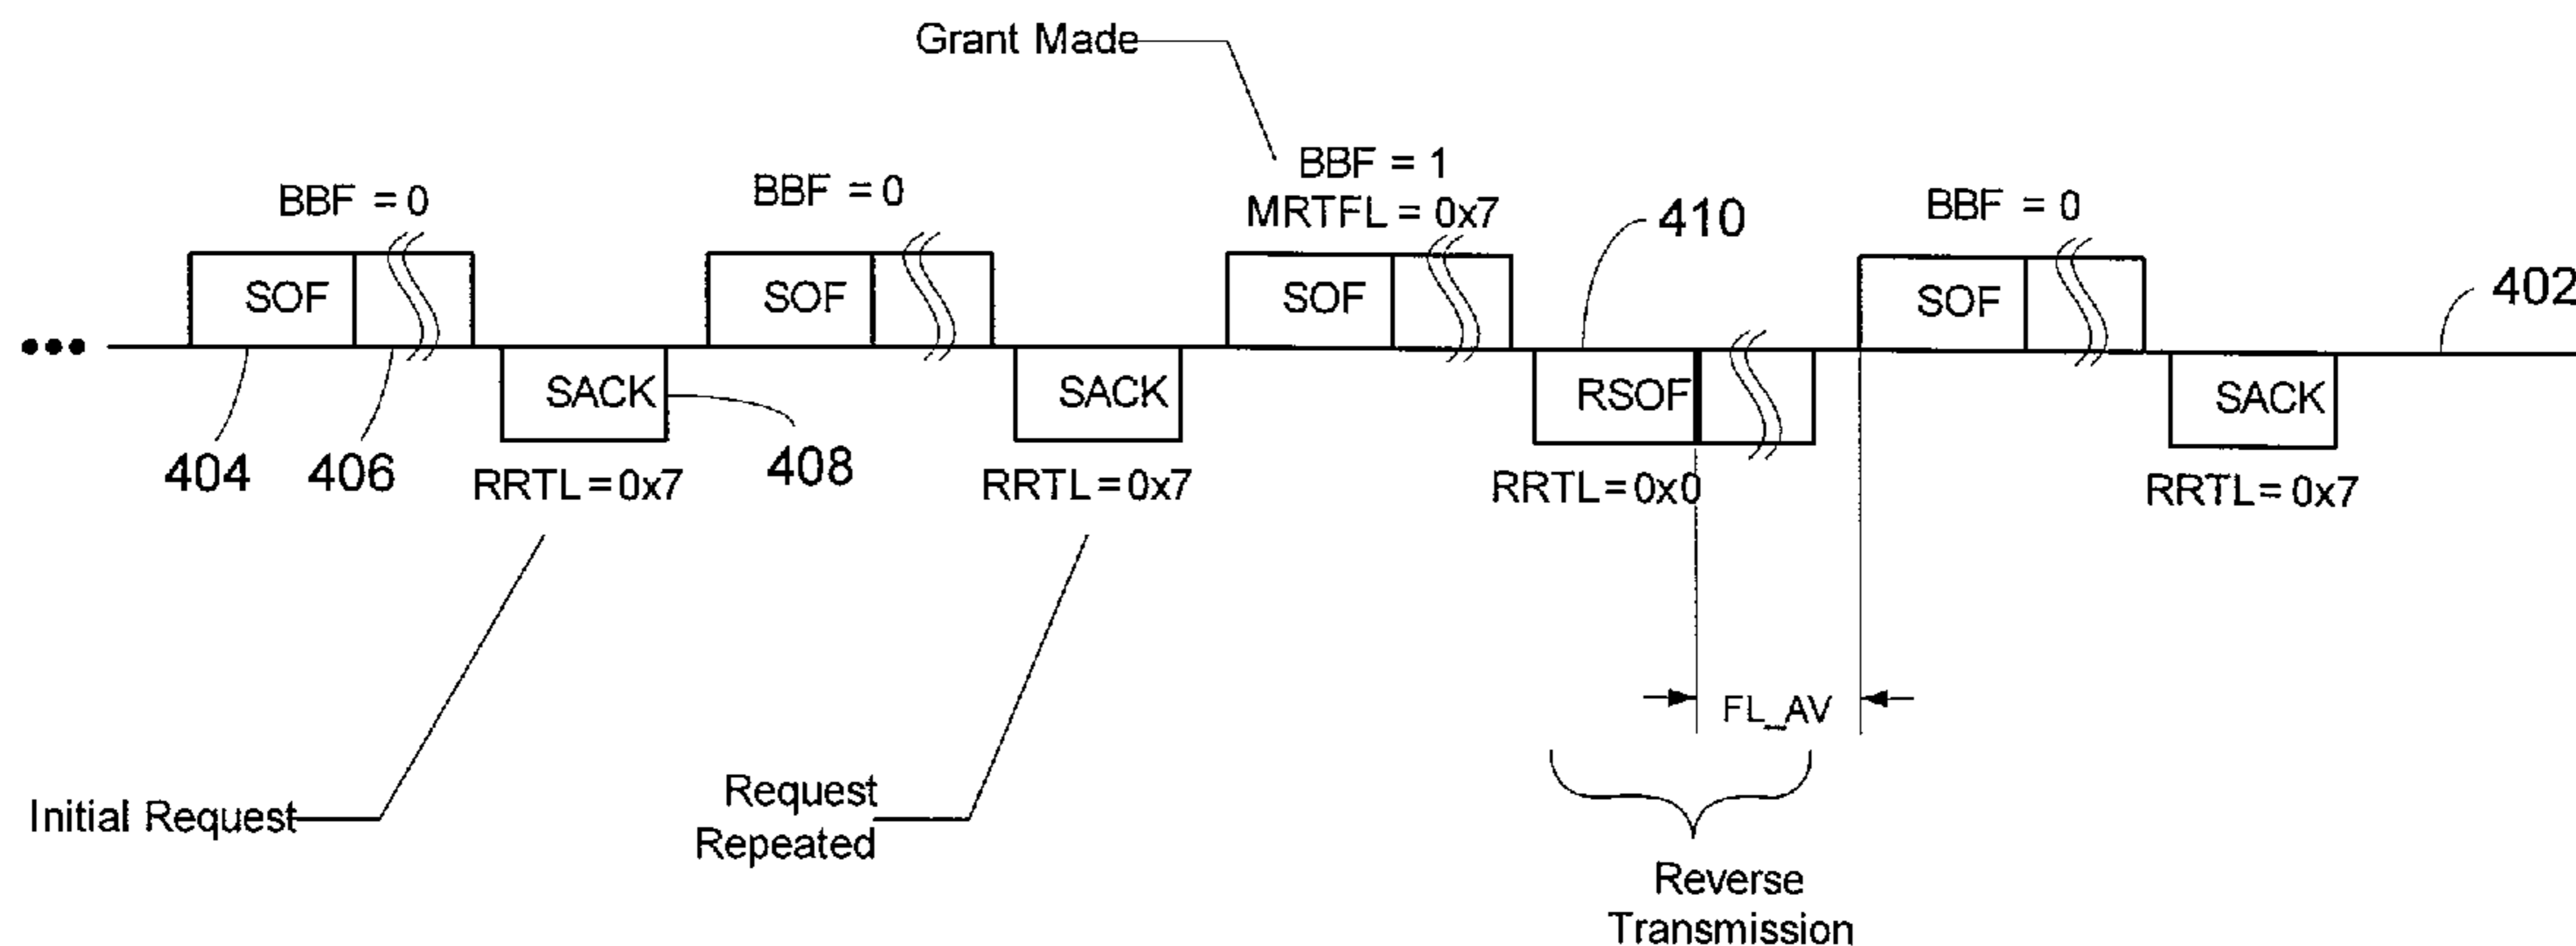 Grant Made
BBF = 0
BBF = 0
BBF = 1
MRTFL = 0x7
410
BBF = 0
402
SOF
SOF
SOF
SOF
•••
SACK
SACK
RSOF
SACK
404
406
408
RRTL=0x7
RRTL=0x7
RRTL=0x0
RRTL=0x7
FL_AV
Initial Request
Request
Repeated
Reverse
Transmission